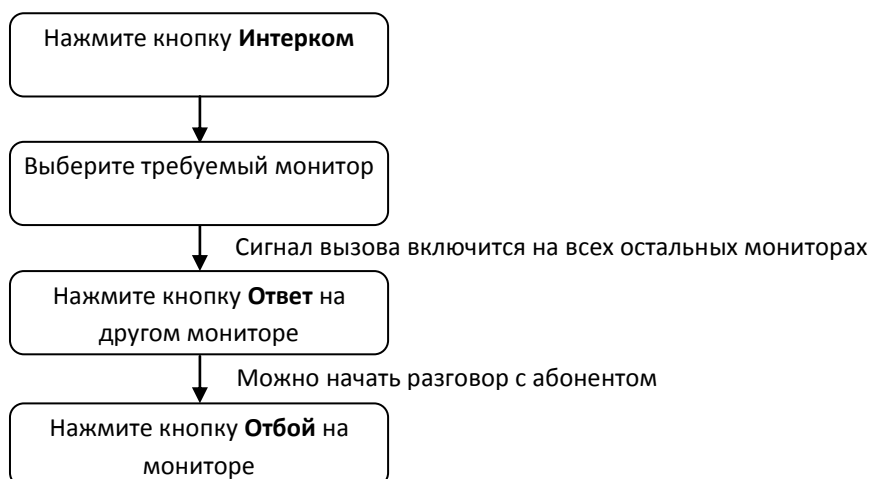 Нажмите кнопку Интерком
Выберите требуемый монитор
Сигнал вызова включится на всех остальных мониторах
Нажмите кнопку Ответ на
другом мониторе
Можно начать разговор с абонентом
Нажмите кнопку Отбой на
мониторе